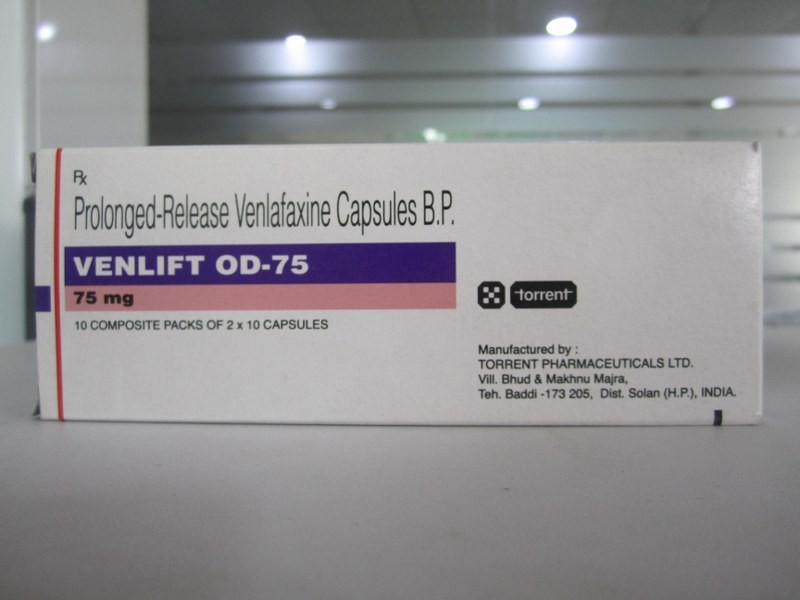 Rx
Prolonged-Release Venlafaxine Capsules B.P.
VENLIFT OD-75
75 mg
10 COMPOSITE PACKS OF 2 x 10 CAPSULES
torrent
Manufactured by :
TORRENT PHARMACEUTICALS LTD.
Vill. Bhud & Makhnu Majra,
Teh. Baddi -173 205, Dist. Solan (H.P.), INDIA.